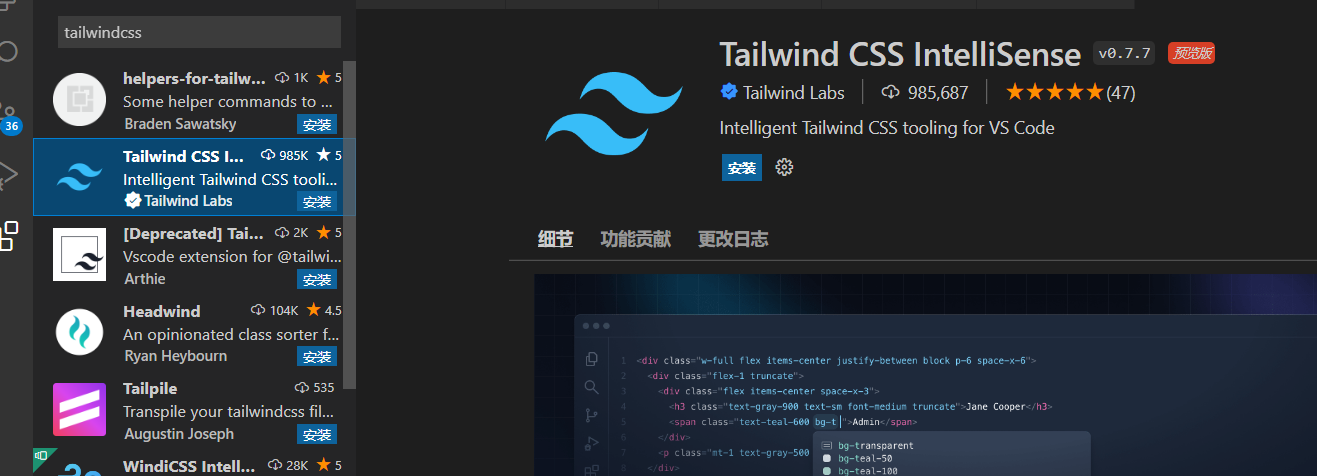 tailwindcss
helpers-for-tailw... 1K ★ 5
Some helper commands to ...
Braden Sawatsky 安装
36
Tailwind CSS I... 985K ★ 5
Intelligent Tailwind CSS tooli...
Tailwind Labs 安装
[Deprecated] Tai... 2K ★ 5
Vscode extension for @tailwi...
Arthie 安装
Headwind 104K ★ 4.5
An opinionated class sorter f...
Ryan Heybourn 安装
Tailpile 535
Transpile your tailwindcss fil...
Augustin Joseph 安装
WindiCSS Intell... 28K ★ 5
Tailwind CSS IntelliSense v0.7.7 预览版
Tailwind Labs 985,687 ★★★★★(47)
Intelligent Tailwind CSS tooling for VS Code
安装
细节 功能贡献 更改日志
1 <div class="w-full flex items-center justify-between block p-6 space-x-6">
2 <div class="flex-1 truncate">
3 <div class="flex items-center space-x-3">
4 <h3 class="text-gray-900 text-sm font-medium truncate">Jane Cooper</h3>
5 <span class="text-teal-600 bg-t">Admin</span>
6 </div>
7 <p class="mt-1 text-gray-500
8 </div>
bg-transparent
bg-teal-50
bg-teal-100